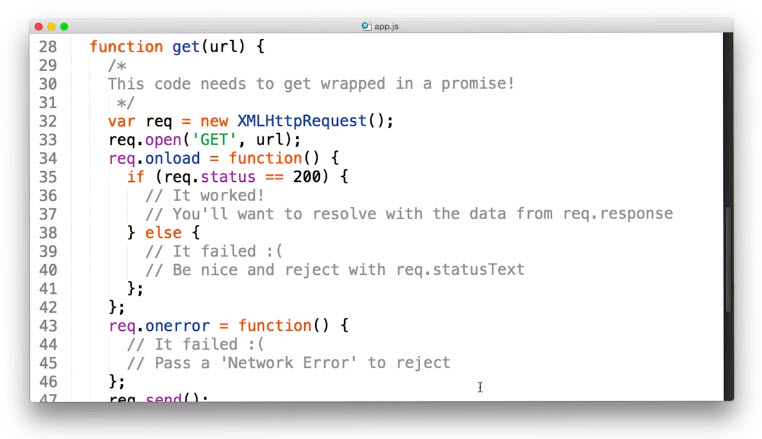 app.js
28 function get(url) {
29 /*
30 This code needs to get wrapped in a promise!
31 */
32 var req = new XMLHttpRequest();
33 req.open('GET', url);
34 req.onload = function() {
35 if (req.status == 200) {
36 // It worked!
37 // You'll want to resolve with the data from req.response
38 } else {
39 // It failed :(
40 // Be nice and reject with req.statusText
41 };
42 };
43 req.onerror = function() {
44 // It failed :(
45 // Pass a 'Network Error' to reject
46 };
47 req.send();